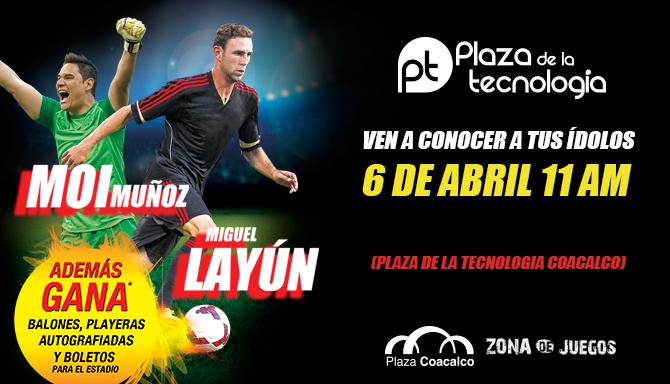 MOI MUÑOZ
MIGUEL
LAYÚN
ADEMÁS
GANA*
BALONES, PLAYERAS
AUTOGRAFIADAS
Y BOLETOS
PARA EL ESTADIO
pt Plaza de la
tecnología
VEN A CONOCER A TUS ÍDOLOS
6 DE ABRIL 11 AM
(PLAZA DE LA TECNOLOGIA COACALCO)
Plaza Coacalco
ZONA DE JUEGOS